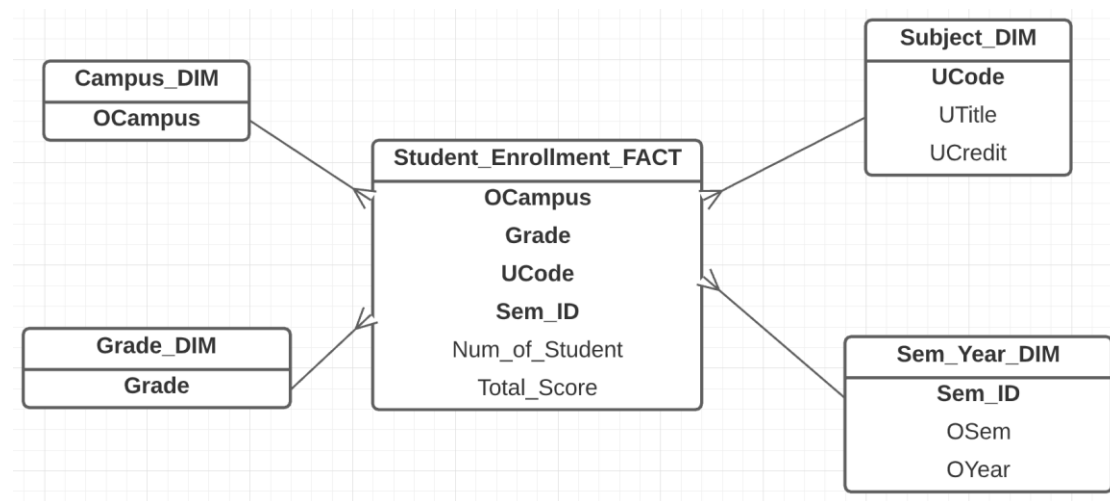 Campus_DIM
OCampus
Grade_DIM
Grade
Student_Enrollment_FACT
OCampus
Grade
UCode
Sem_ID
Num_of_Student
Total_Score
Subject_DIM
UCode
UTitle
UCredit
Sem_Year_DIM
Sem_ID
OSem
OYear